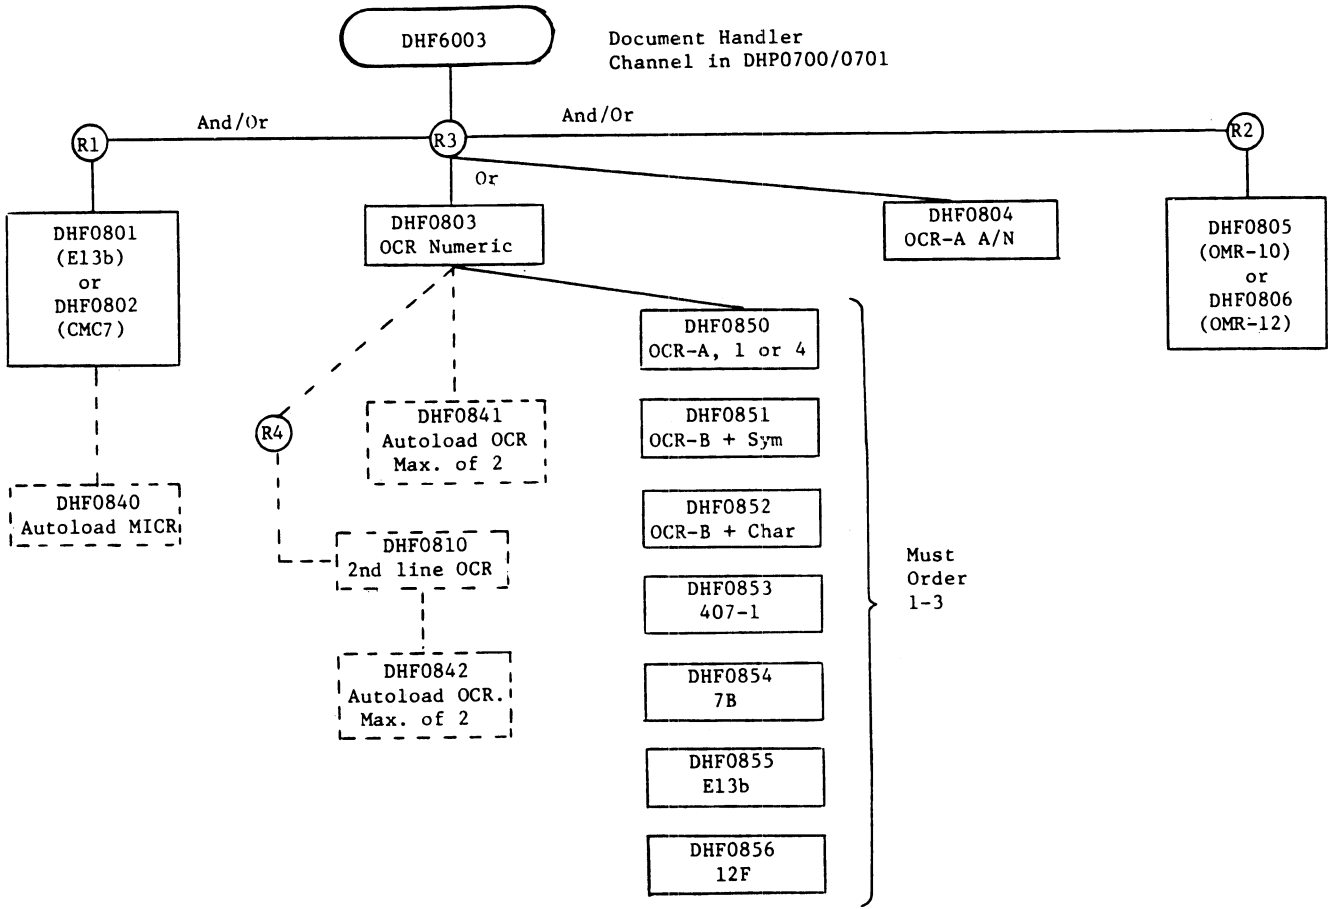 DHF6003
Document Handler
Channel in DHP0700/0701
And/Or
And/Or
R1
R3
R2
Or
DHF0801
(E13b)
or
DHF0802
(CMC7)
DHF0803
OCR Numeric
DHF0804
OCR-A A/N
DHF0805
(OMR-10)
or
DHF0806
(OMR-12)
DHF0850
OCR-A, 1 or 4
R4
DHF0841
Autoload OCR
Max. of 2
DHF0851
OCR-B + Sym
DHF0840
Autoload MICR
DHF0852
OCR-B + Char
DHF0810
2nd line OCR
Must
Order
1-3
DHF0853
407-1
DHF0842
Autoload OCR.
Max. of 2
DHF0854
7B
DHF0855
E13b
DHF0856
12F